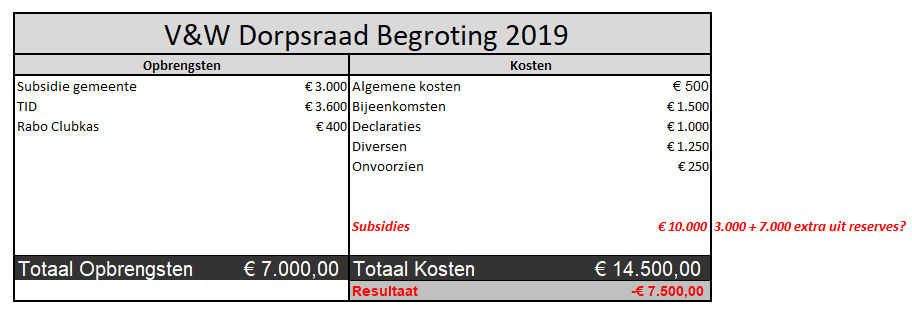 V&W Dorpsraad Begroting 2019
Opbrengsten Kosten
Subsidie gemeente € 3.000 Algemene kosten € 500
TID € 3.600 Bijeenkomsten € 1.500
Rabo Clubkas € 400 Declaraties € 1.000
Diversen € 1.250
Onvoorzien € 250
Subsidies € 10.000 3.000 + 7.000 extra uit reserves?
Totaal Opbrengsten € 7.000,00 Totaal Kosten € 14.500,00
Resultaat -€ 7.500,00